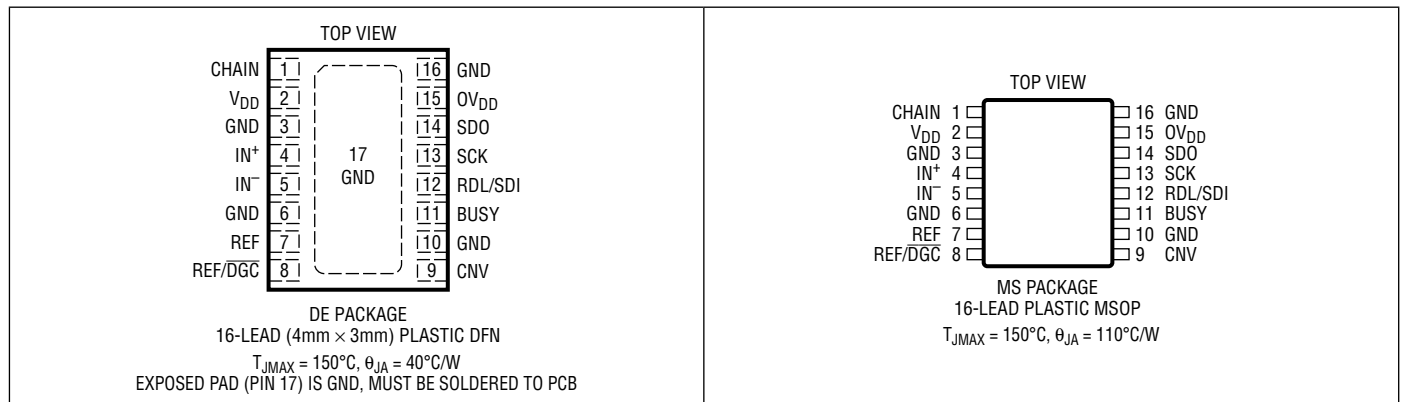 TOP VIEW
CHAIN 1
VDD 2
GND 3
IN+ 4
IN– 5
GND 6
REF 7
REF/D̅G̅C̅ 8
17
GND
16 GND
15 OVDD
14 SDO
13 SCK
12 RDL/SDI
11 BUSY
10 GND
9 CNV
DE PACKAGE
16-LEAD (4mm × 3mm) PLASTIC DFN
TJMAX = 150°C, θJA = 40°C/W
EXPOSED PAD (PIN 17) IS GND, MUST BE SOLDERED TO PCB
TOP VIEW
CHAIN 1
VDD 2
GND 3
IN+ 4
IN– 5
GND 6
REF 7
REF/D̅G̅C̅ 8
16 GND
15 OVDD
14 SDO
13 SCK
12 RDL/SDI
11 BUSY
10 GND
9 CNV
MS PACKAGE
16-LEAD PLASTIC MSOP
TJMAX = 150°C, θJA = 110°C/W